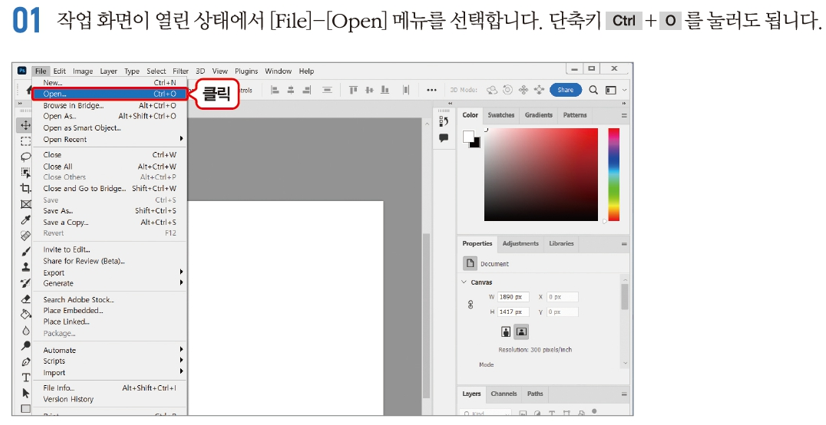 01 작업 화면이 열린 상태에서 [File]-[Open] 메뉴를 선택합니다. 단축키 Ctrl + O 를 눌러도 됩니다.
Ps File Edit Image Layer Type Select Filter 3D View Plugins Window Help
New... Ctrl+N
Open... Ctrl+O
클릭
Browse in Bridge... Alt+Ctrl+O
Open As... Alt+Shift+Ctrl+O
Open as Smart Object...
Open Recent
Close Ctrl+W
Close All Alt+Ctrl+W
Close Others Alt+Ctrl+P
Close and Go to Bridge... Shift+Ctrl+W
Save Ctrl+S
Save As... Shift+Ctrl+S
Save a Copy... Alt+Ctrl+S
Revert F12
Invite to Edit...
Share for Review (Beta)...
Export
Generate
Search Adobe Stock...
Place Embedded...
Place Linked...
Package...
Automate
Scripts
Import
File Info... Alt+Shift+Ctrl+I
Version History
3D Mode: Share
Color Swatches Gradients Patterns
Properties Adjustments Libraries
Document
Canvas
W 1890 px X 0 px
H 1417 px Y 0 px
Resolution: 300 pixels/inch
Mode
Layers Channels Paths
Kind